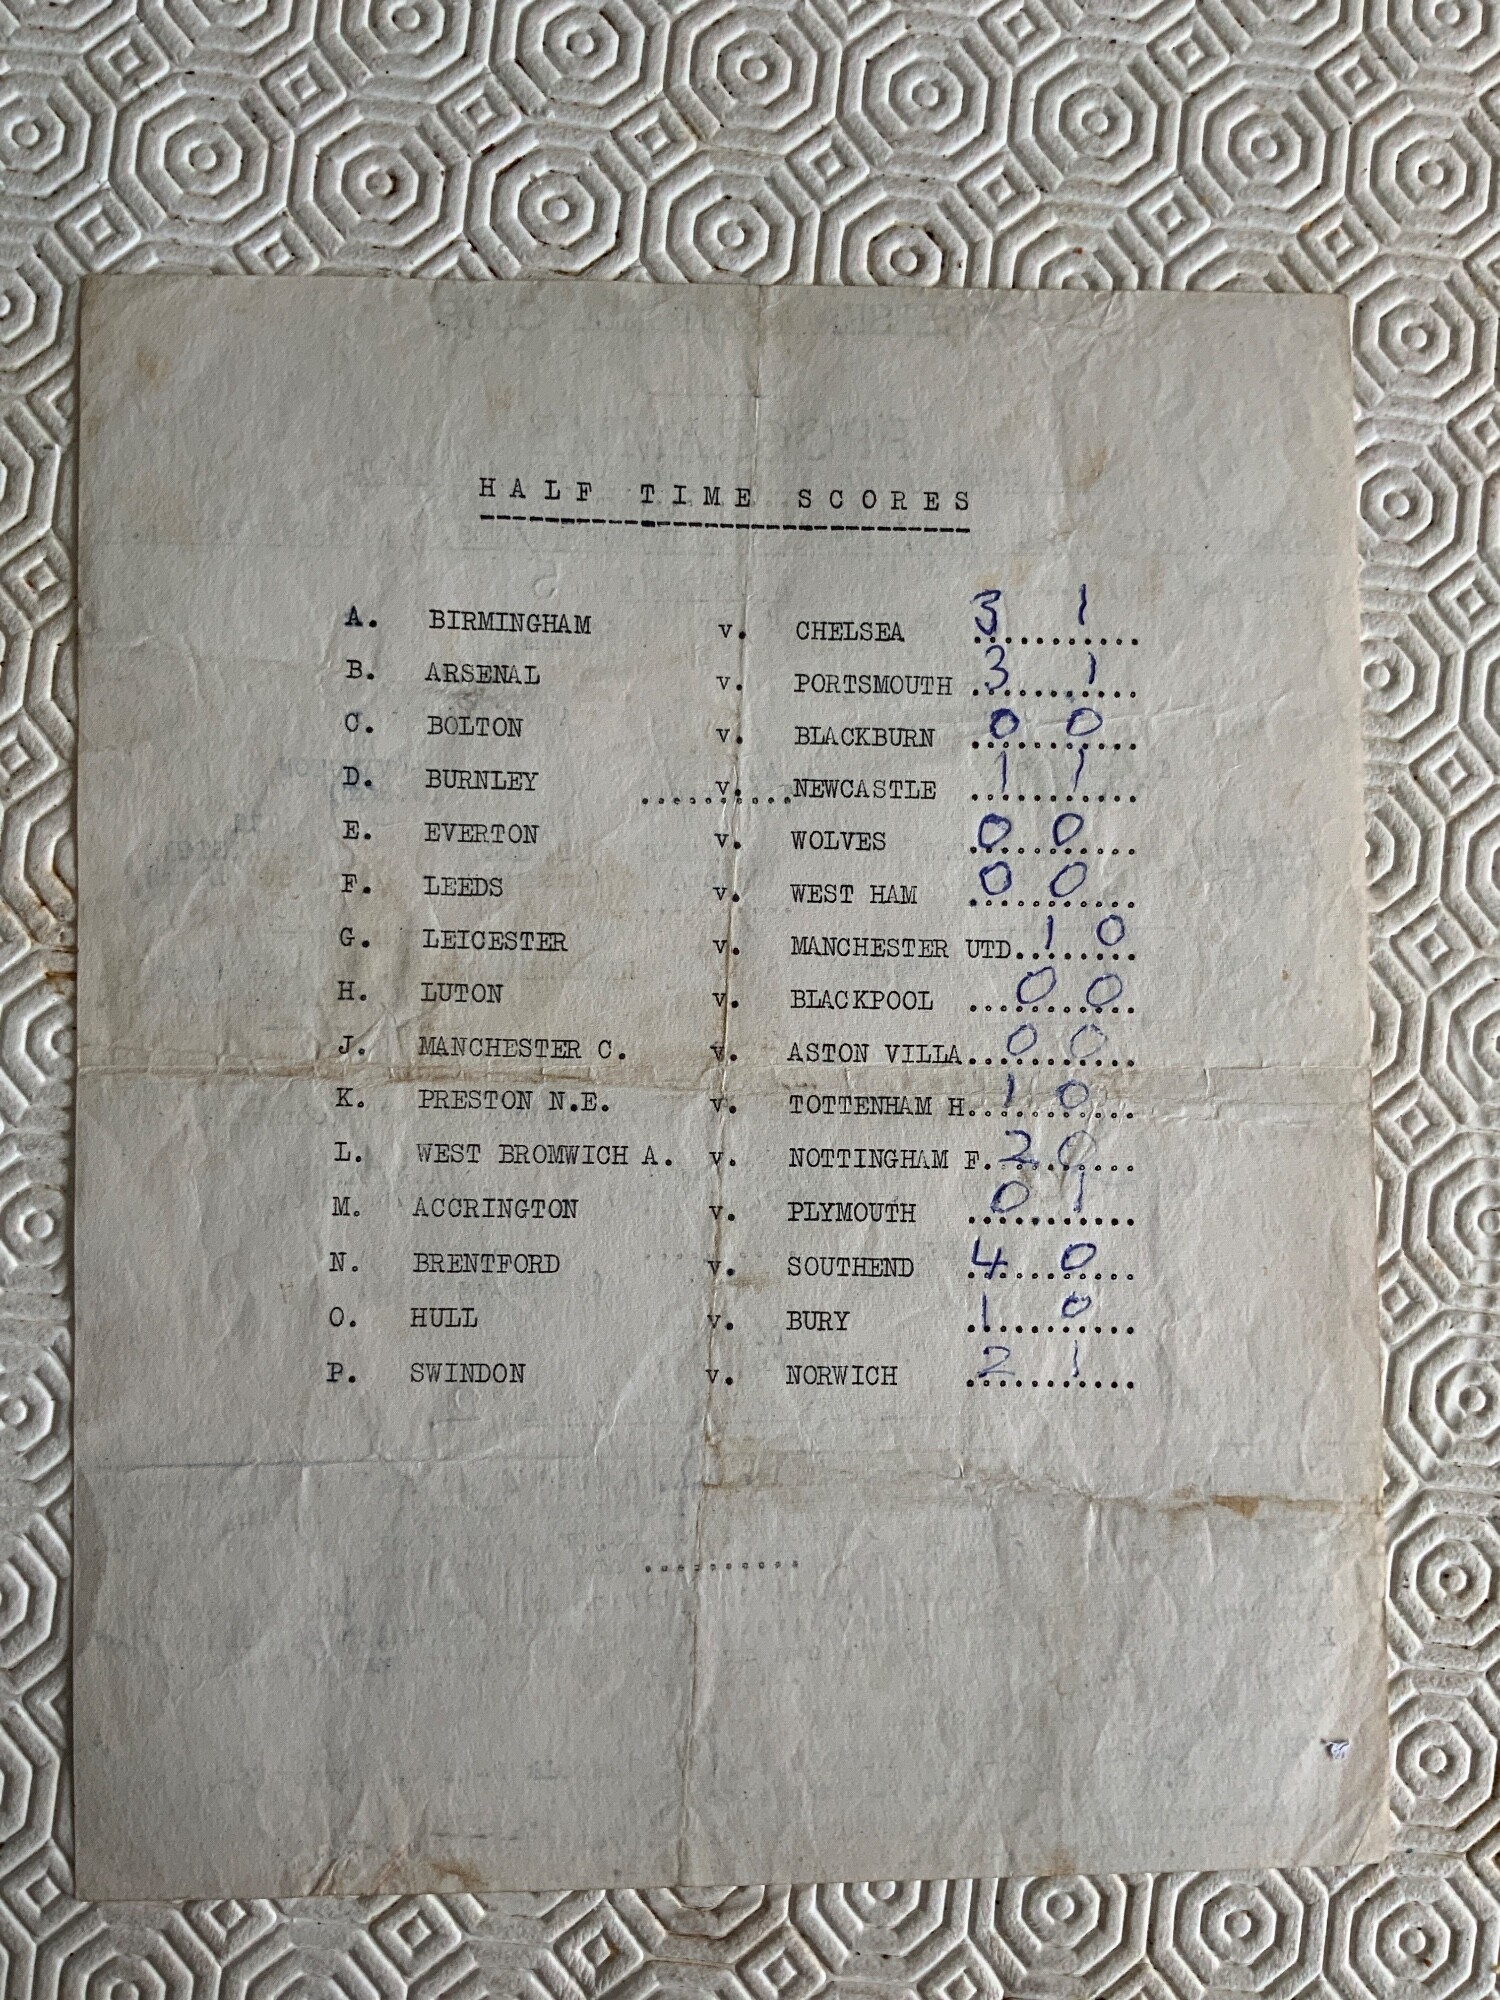 HALF TIME SCORES
A. BIRMINGHAM v. CHELSEA 3 1
B. ARSENAL v. PORTSMOUTH 3 1
C. BOLTON v. BLACKBURN 0 0
D. BURNLEY v. NEWCASTLE 1 1
E. EVERTON v. WOLVES 0 0
F. LEEDS v. WEST HAM 0 0
G. LEICESTER v. MANCHESTER UTD. 1 0
H. LUTON v. BLACKPOOL 0 0
J. MANCHESTER C. v. ASTON VILLA 0 0
K. PRESTON N.E. v. TOTTENHAM H. 1 0
L. WEST BROMWICH A. v. NOTTINGHAM F. 2 0
M. ACCRINGTON v. PLYMOUTH 0 1
N. BRENTFORD v. SOUTHEND 4 0
O. HULL v. BURY 1 0
P. SWINDON v. NORWICH 2 1